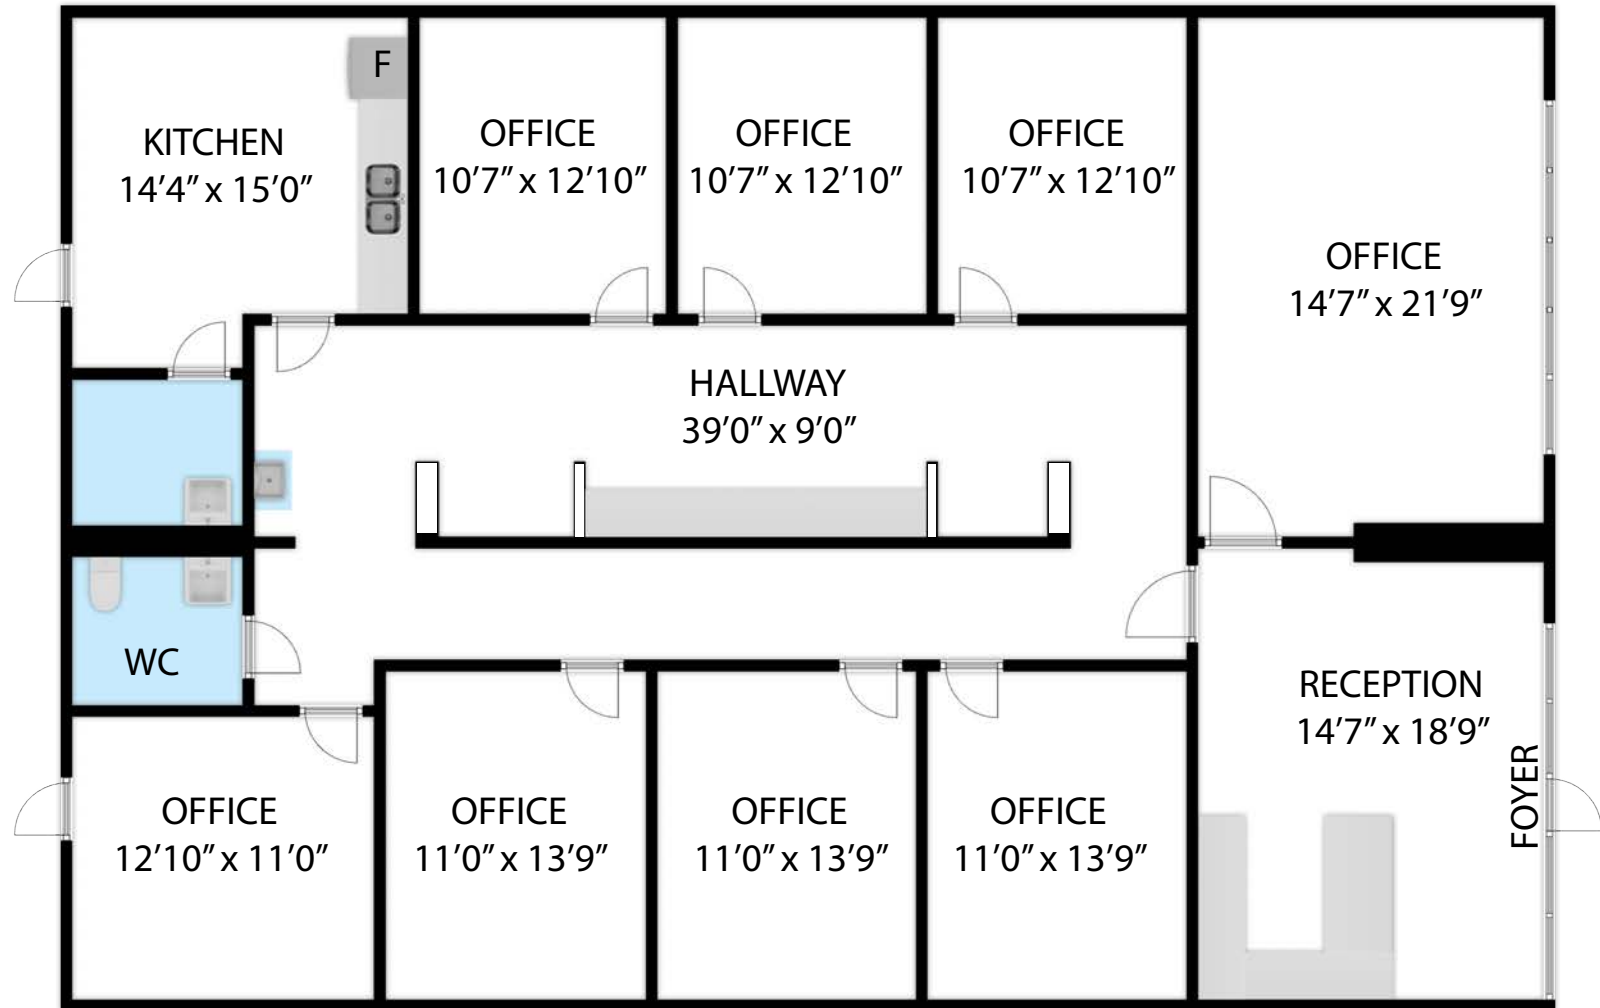 F
KITCHEN
14’4” x 15’0”
OFFICE
10’7” x 12’10”
OFFICE
10’7” x 12’10”
OFFICE
10’7” x 12’10”
OFFICE
14’7” x 21’9”
HALLWAY
39’0” x 9’0”
WC
RECEPTION
14’7” x 18’9”
FOYER
OFFICE
12’10” x 11’0”
OFFICE
11’0” x 13’9”
OFFICE
11’0” x 13’9”
OFFICE
11’0” x 13’9”